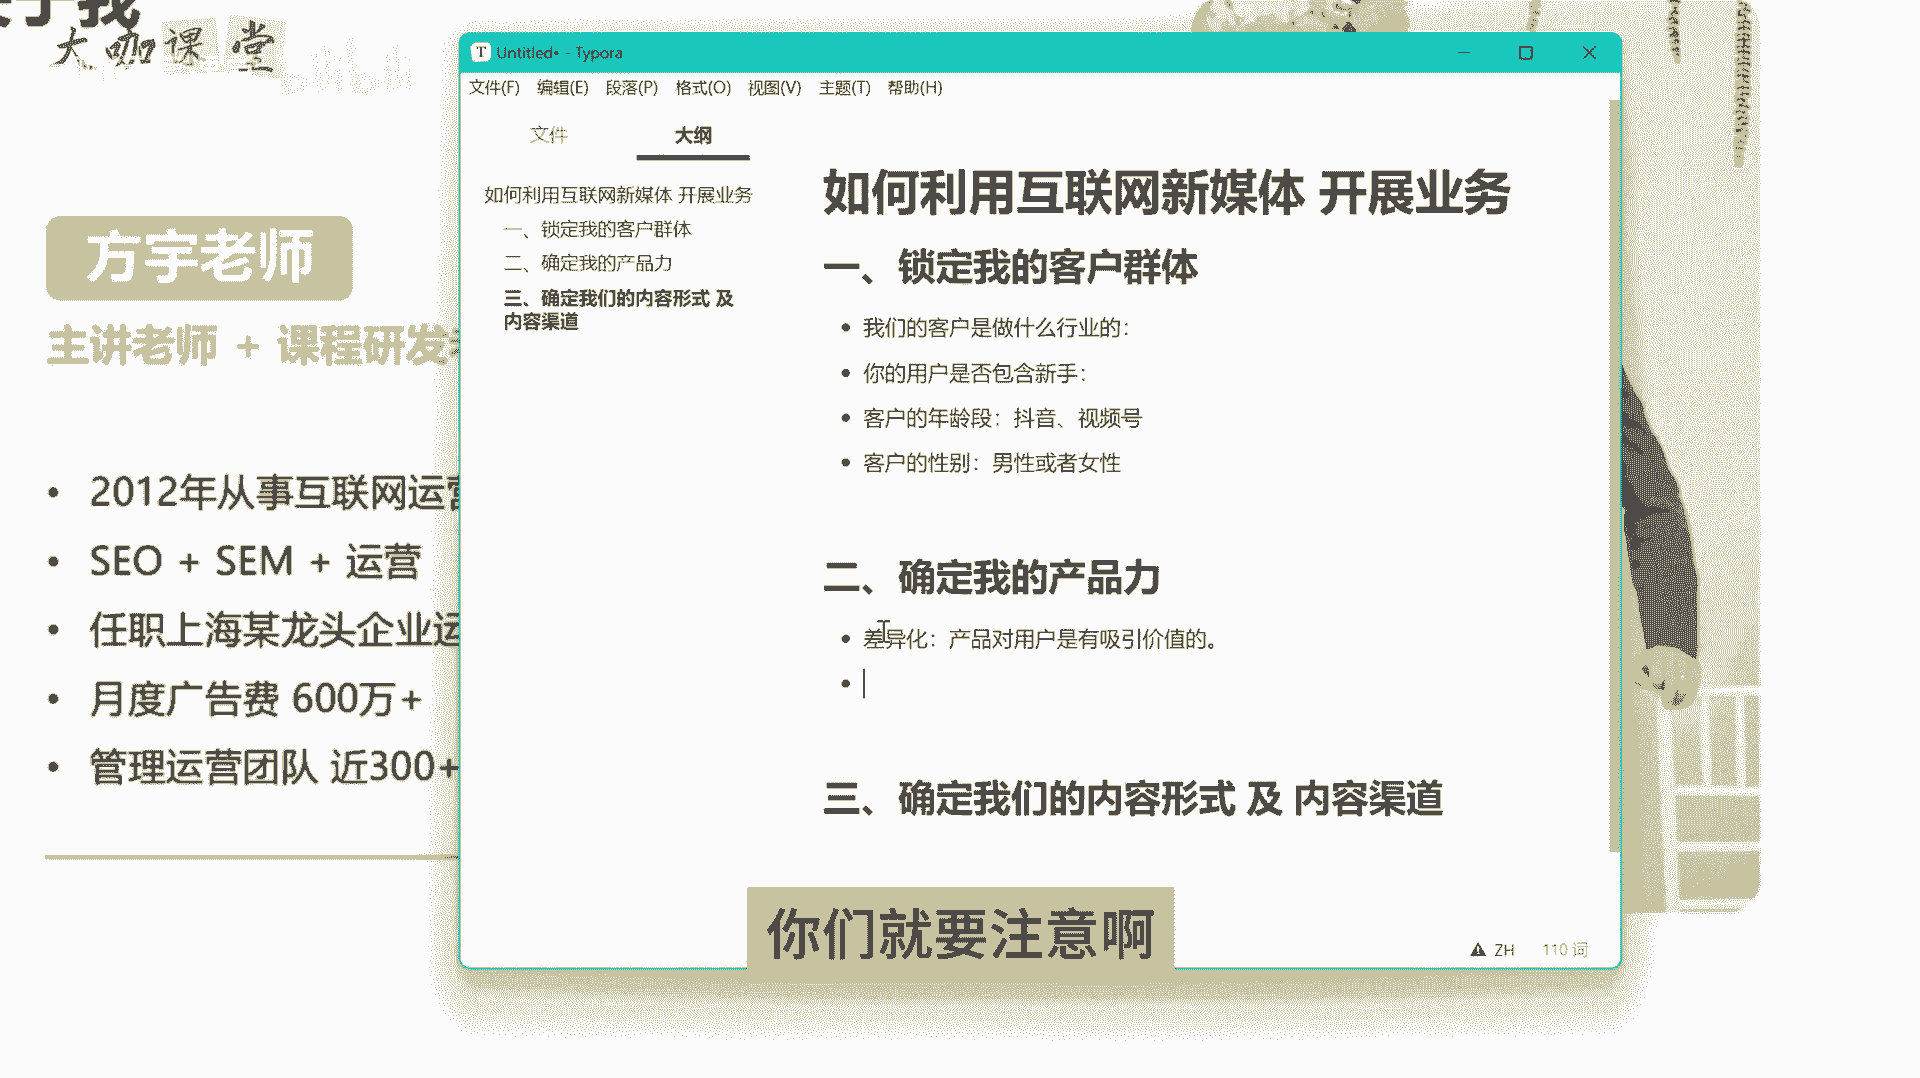 于我
大咖课堂
bilibili
方宇老师
主讲老师 + 课程研发
• 2012年从事互联网运营
• SEO + SEM + 运营
• 任职上海某龙头企业运
• 月度广告费 600万+
• 管理运营团队 近300+
Untitled• - Typora
文件(F) 编辑(E) 段落(P) 格式(O) 视图(V) 主题(T) 帮助(H)
文件 大纲
如何利用互联网新媒体 开展业务
一、锁定我的客户群体
二、确定我的产品力
三、确定我们的内容形式 及
内容渠道
如何利用互联网新媒体 开展业务
一、锁定我的客户群体
• 我们的客户是做什么行业的：
• 你的用户是否包含新手：
• 客户的年龄段：抖音、视频号
• 客户的性别：男性或者女性
二、确定我的产品力
• 差异化：产品对用户是有吸引价值的。
三、确定我们的内容形式 及 内容渠道
你们就要注意啊
ZH 110 词